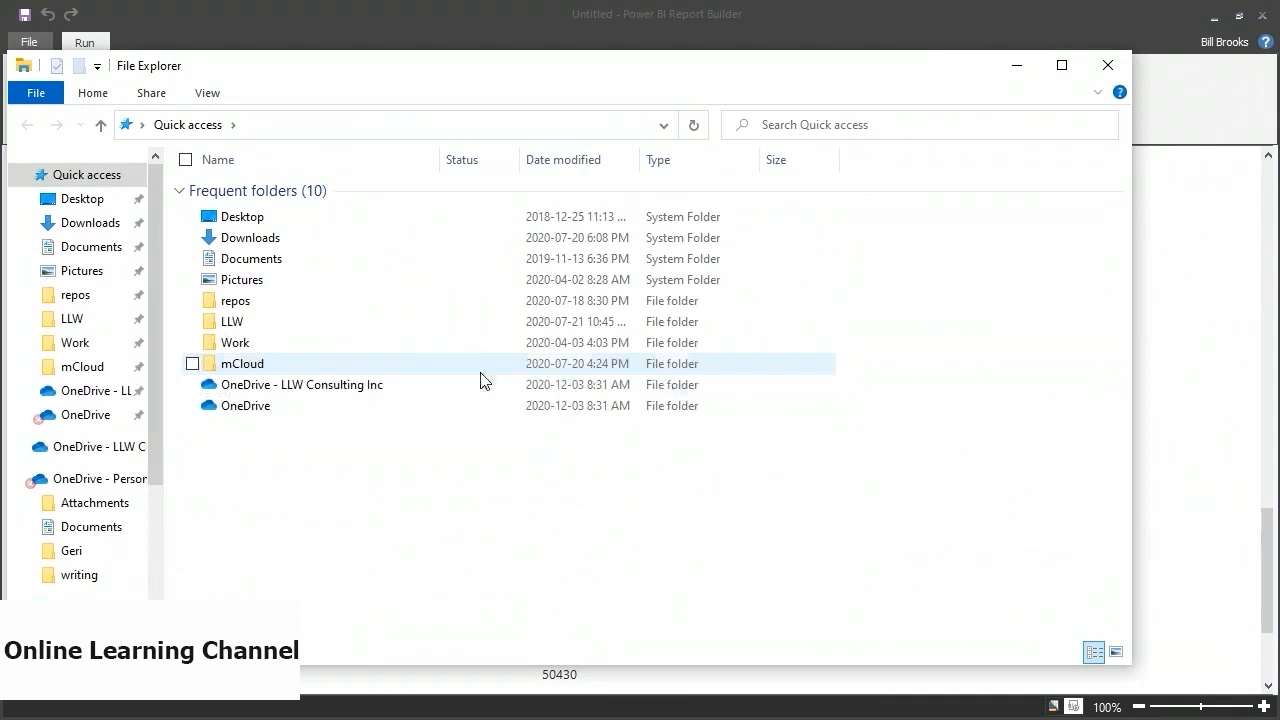 Untitled - Power BI Report Builder
File
Run
Bill Brooks
File Explorer
File
Home
Share
View
Quick access
Search Quick access
Name
Status
Date modified
Type
Size
Quick access
Desktop
Downloads
Documents
Pictures
repos
LLW
Work
mCloud
OneDrive - LL
OneDrive
OneDrive - LLW C
OneDrive - Person
Attachments
Documents
Geri
writing
Frequent folders (10)
Desktop 2018-12-25 11:13 ... System Folder
Downloads 2020-07-20 6:08 PM System Folder
Documents 2019-11-13 6:36 PM System Folder
Pictures 2020-04-02 8:28 AM System Folder
repos 2020-07-18 8:30 PM File folder
LLW 2020-07-21 10:45 ... File folder
Work 2020-04-03 4:03 PM File folder
mCloud 2020-07-20 4:24 PM File folder
OneDrive - LLW Consulting Inc 2020-12-03 8:31 AM File folder
OneDrive 2020-12-03 8:31 AM File folder
Online Learning Channel
50430
100%